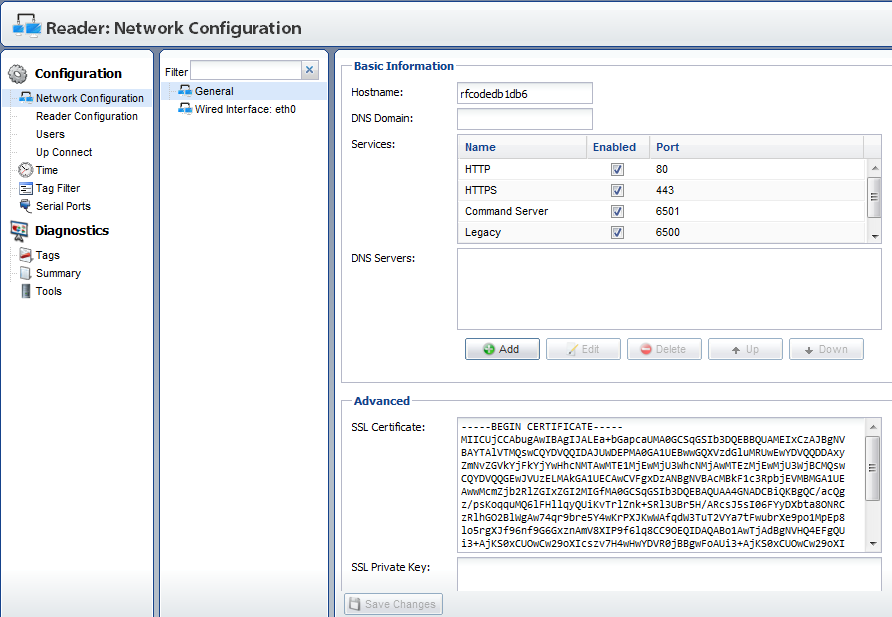 Reader: Network Configuration
Configuration
Network Configuration
Reader Configuration
Users
Up Connect
Time
Tag Filter
Serial Ports
Diagnostics
Tags
Summary
Tools
Filter
General
Wired Interface: eth0
Basic Information
Hostname: rfcodedb1db6
DNS Domain:
Services:
Name Enabled Port
HTTP 80
HTTPS 443
Command Server 6501
Legacy 6500
DNS Servers:
Add Edit Delete Up Down
Advanced
SSL Certificate:
-----BEGIN CERTIFICATE-----
MIICUjCCAbugAwIBAgIJALEa+bGapcaUMA0GCSqGSIb3DQEBBQUAMEIxCzAJBgNV
BAYTAlVTMQswCQYDVQQIDAJUWDEPMA0GA1UEBwwGQXVzdGluMRUwEwYDVQQDDAxy
ZmNvZGVkYjFkYjYwHhcNMTAwMTE1MjEwMjU3WhcNMjAwMTEzMjEwMjU3WjBCMQsw
CQYDVQQGEwJVUzELMAkGA1UECAwCVFgxDzANBgNVBAcMBkF1c3RpbjEVMBMGA1UE
AwwMcmZjb2RlZGIxZGI2MIGfMA0GCSqGSIb3DQEBAQUAA4GNADCBiQKBgQC/acQg
z/psKoqquMQ6lFHllqyQUiKvTrlZnk+SRl3UBr5H/ARcsJ5sI06FYyDXbta8ONRC
zRlhGO2BlWgAw74qr9bre5Y4wKrPXJKwWAfqdW3TuT2VYa7tFwubrXe9po1MpEp8
lo5rgXJf96nf9G6GxznAmV8XIP9f6lq8CC9OEQIDAQABo1AwTjAdBgNVHQ4EFgQU
i3+AjKS0xCUOwCw29oXIcszv7H4wHwYDVR0jBBgwFoAUi3+AjKS0xCUOwCw29oXI
SSL Private Key:
Save Changes